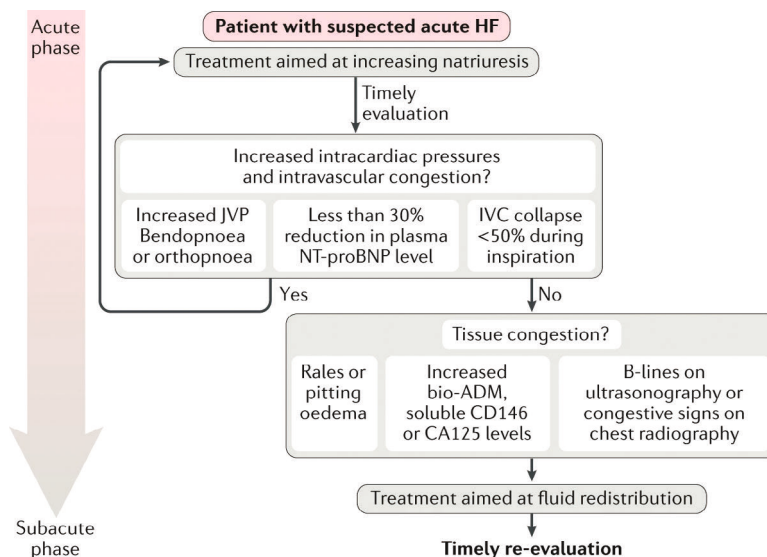 Acute
phase
Patient with suspected acute HF
Treatment aimed at increasing natriuresis
Timely
evaluation
Increased intracardiac pressures
and intravascular congestion?
Increased JVP
Bendopnoea
or orthopnoea
Less than 30%
reduction in plasma
NT-proBNP level
IVC collapse
<50% during
inspiration
Yes
No
Tissue congestion?
Rales or
pitting
oedema
Increased
bio-ADM,
soluble CD146
or CA125 levels
B-lines on
ultrasonography or
congestive signs on
chest radiography
Treatment aimed at fluid redistribution
Subacute
phase
Timely re-evaluation